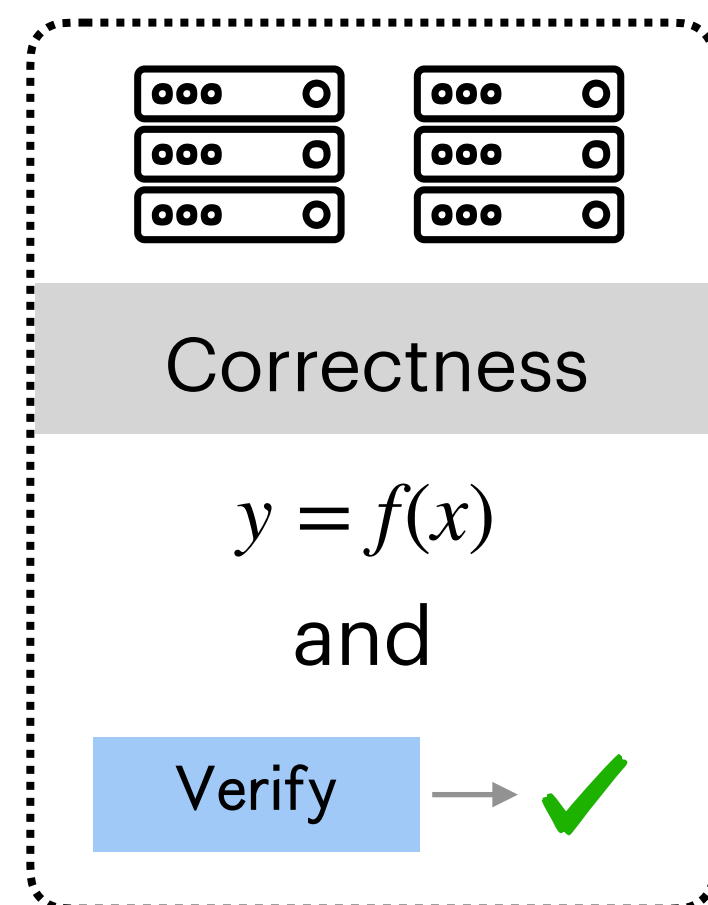 Correctness
y = f(x)
and
Verify